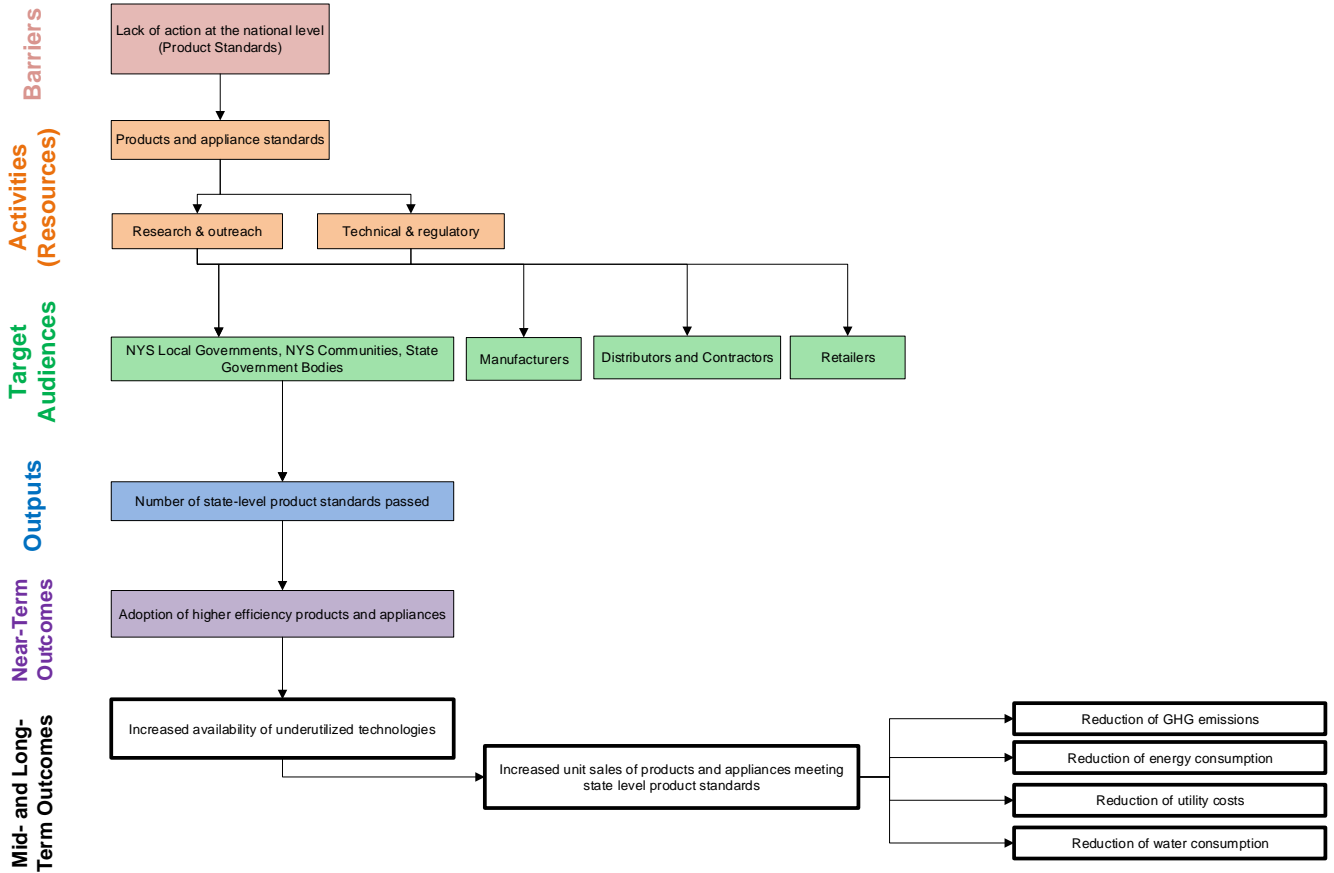 Barriers
Lack of action at the national level
(Product Standards)
Activities
(Resources)
Products and appliance standards
Research & outreach
Technical & regulatory
Target
Audiences
NYS Local Governments, NYS Communities, State
Government Bodies
Manufacturers
Distributors and Contractors
Retailers
Outputs
Number of state-level product standards passed
Near-Term
Outcomes
Adoption of higher efficiency products and appliances
Mid- and Long-
Term Outcomes
Increased availability of underutilized technologies
Increased unit sales of products and appliances meeting
state level product standards
Reduction of GHG emissions
Reduction of energy consumption
Reduction of utility costs
Reduction of water consumption